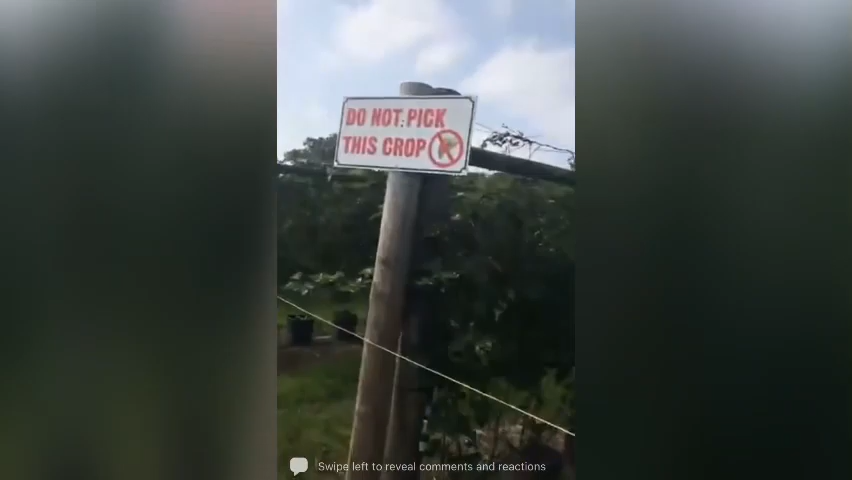 DO NOT PICK
THIS CROP
Swipe left to reveal comments and reactions